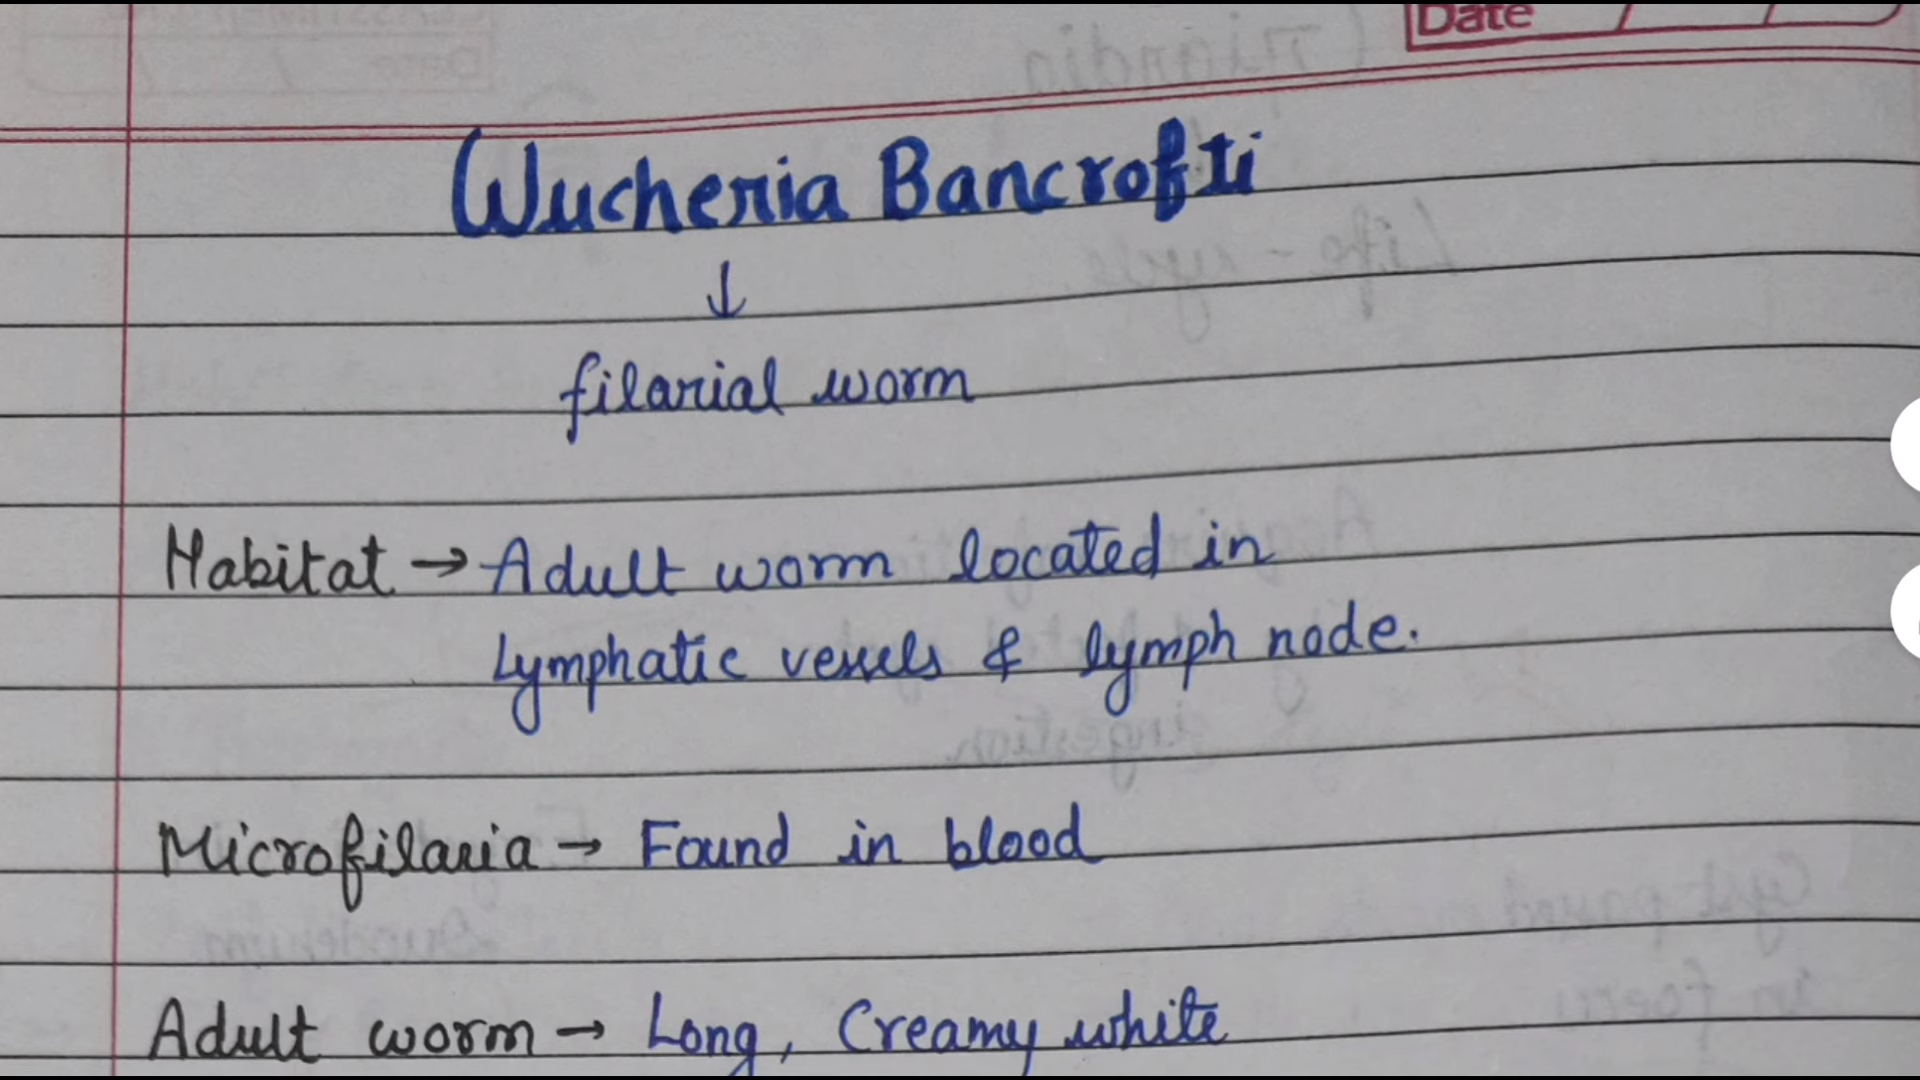 Date / /
Wucheria Bancrofti
↓
filarial worm
Habitat → Adult worm located in
Lymphatic vessels & lymph node.
Microfilaria → Found in blood
Adult worm → Long, Creamy white